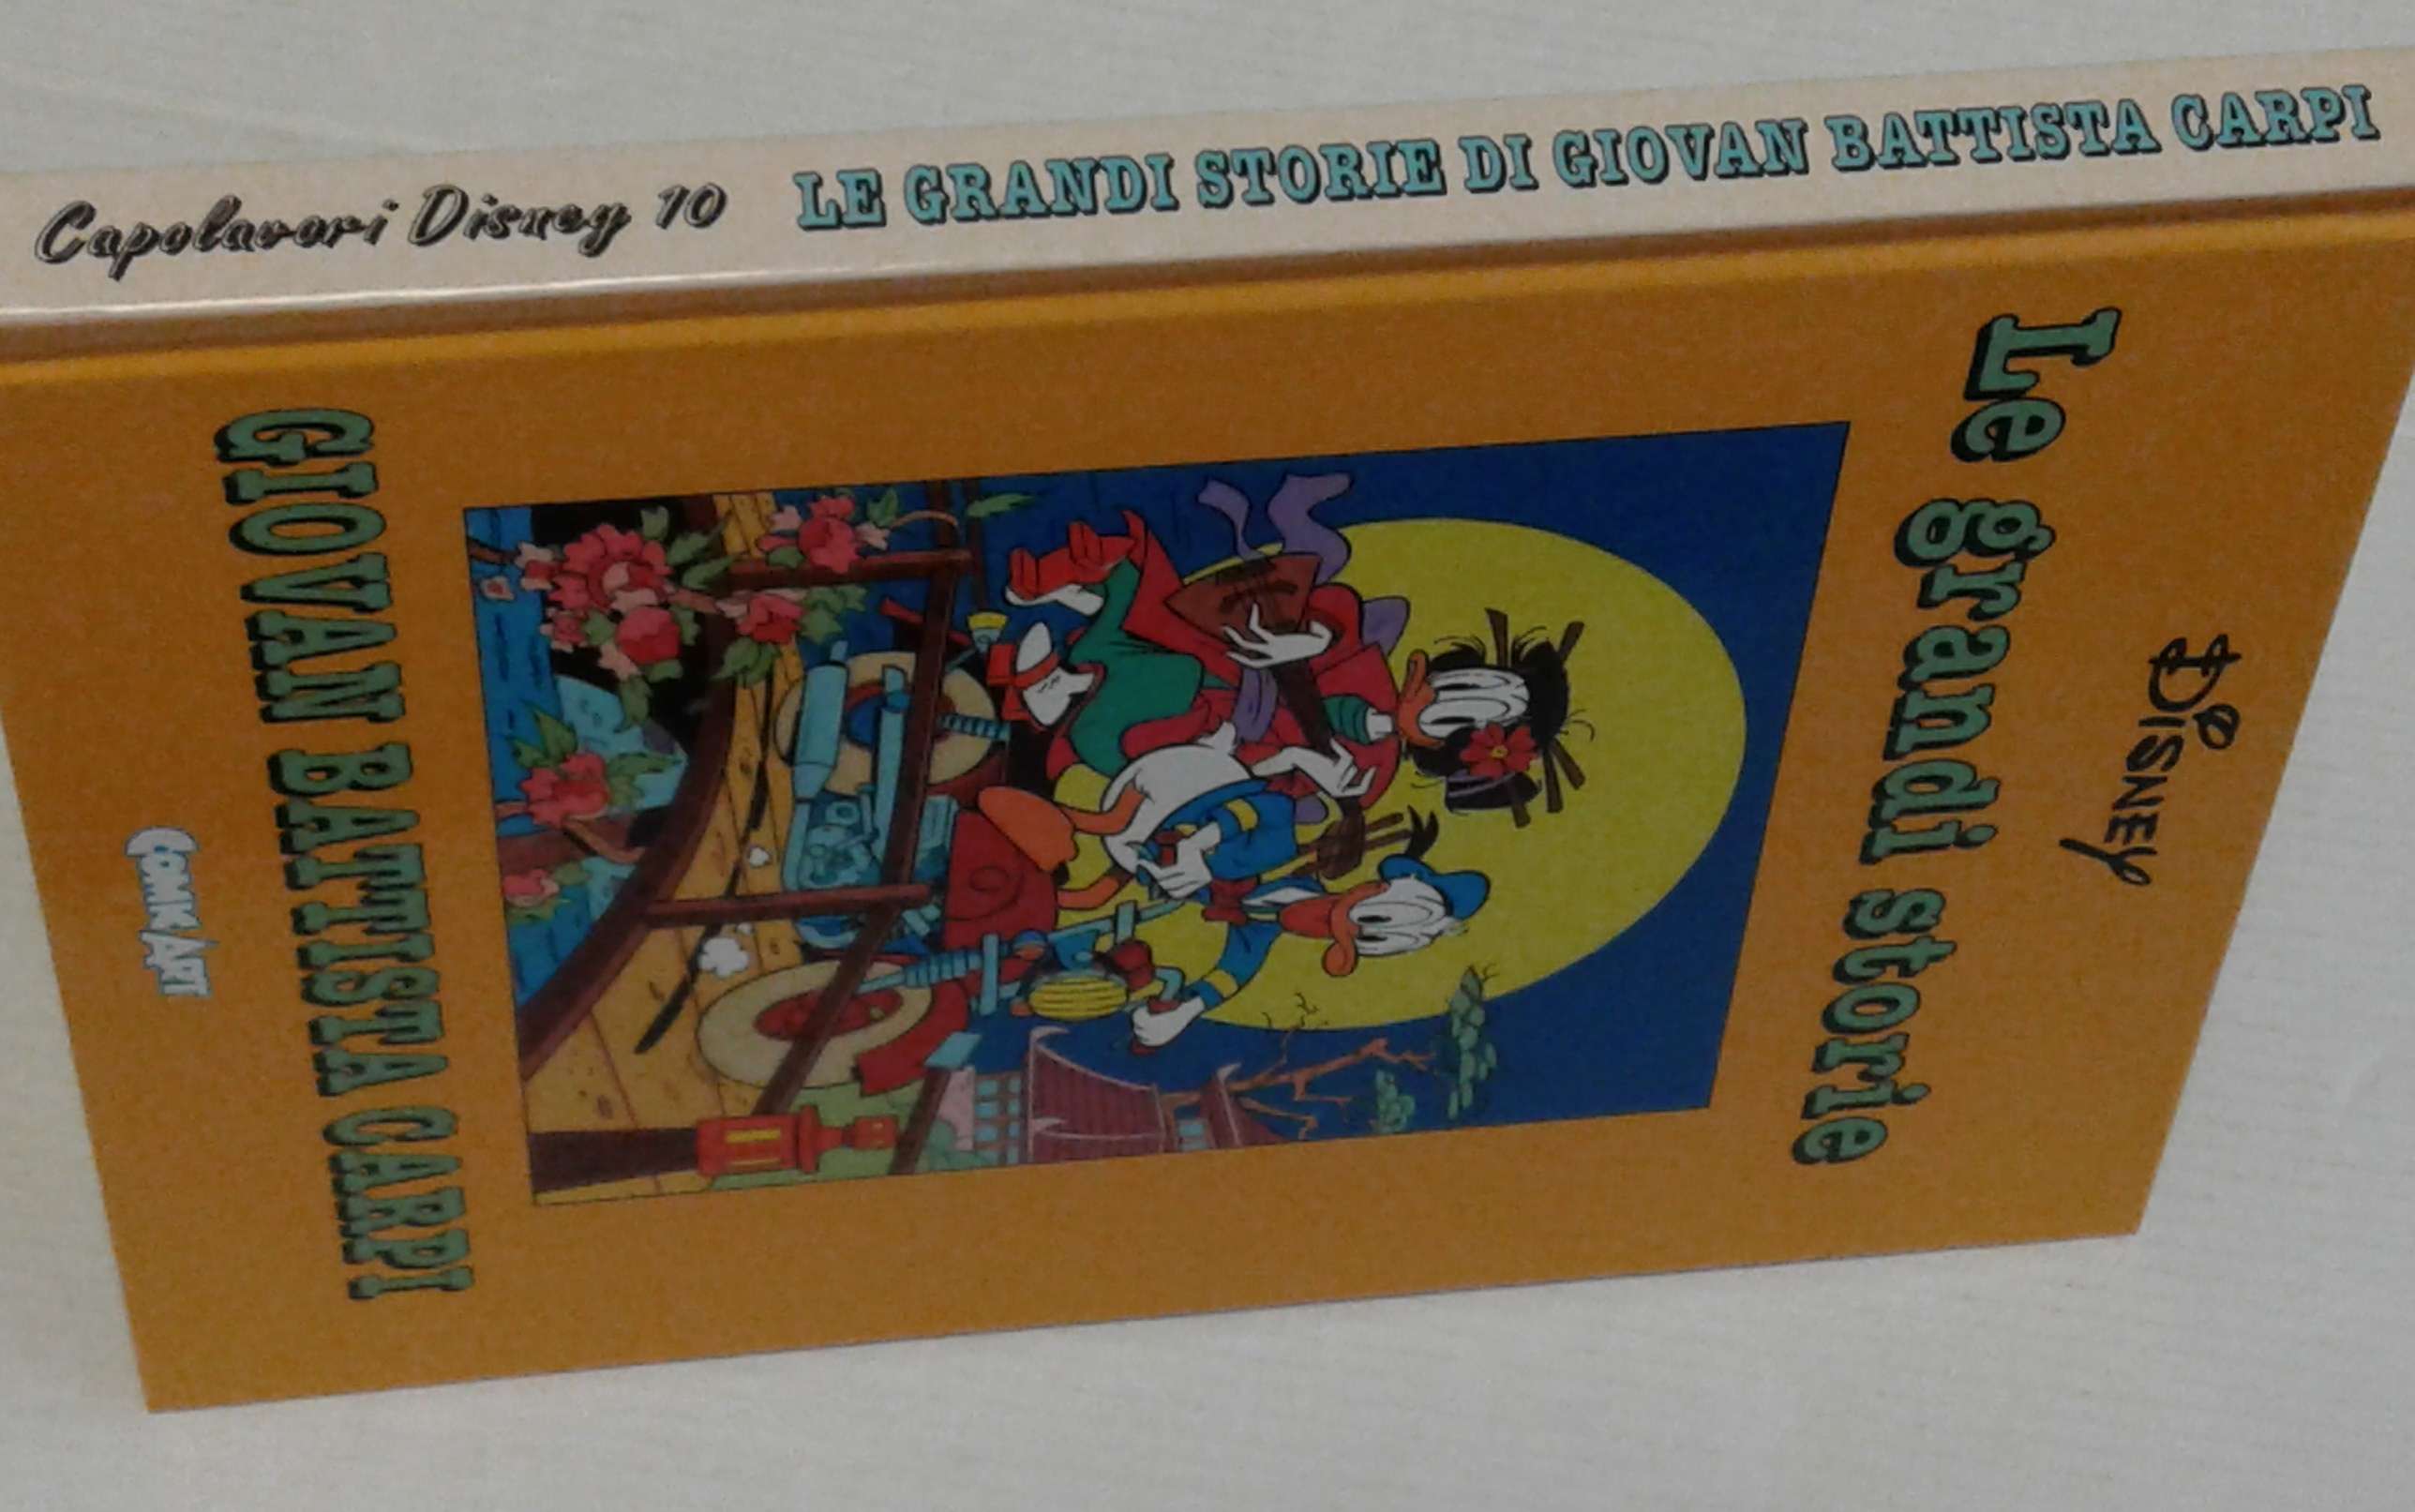 Capolavori Disney 10 LE GRANDI STORIE DI GIOVAN BATTISTA CARPI
DISNEY
Le grandi storie
GIOVAN BATTISTA CARPI
COMIC ART